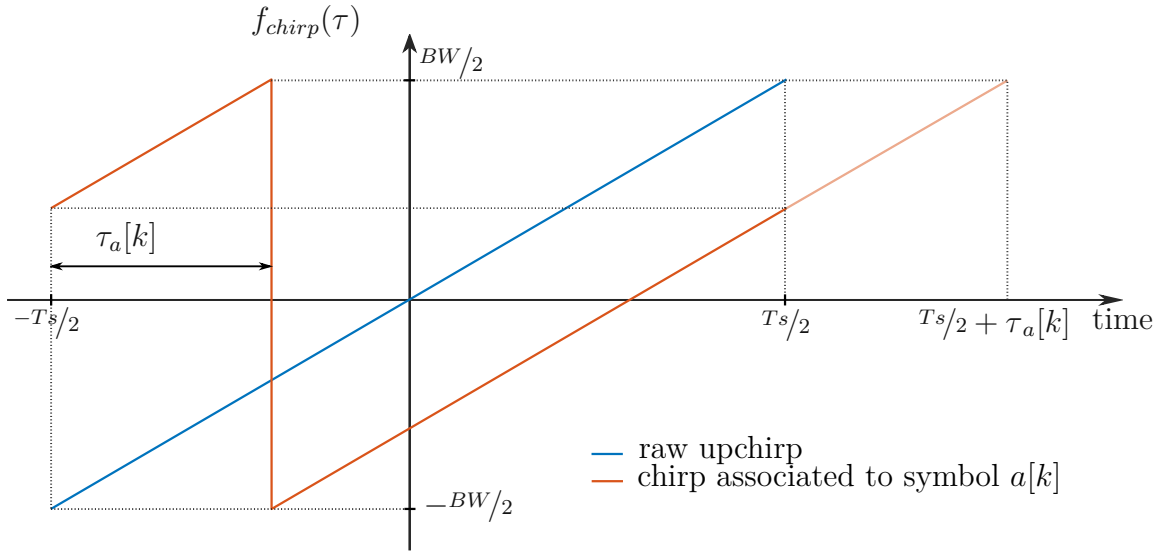 f_{chirp}(τ)
BW/2
τ_a[k]
−Ts/2
Ts/2
Ts/2 + τ_a[k]
time
raw upchirp
chirp associated to symbol a[k]
−BW/2